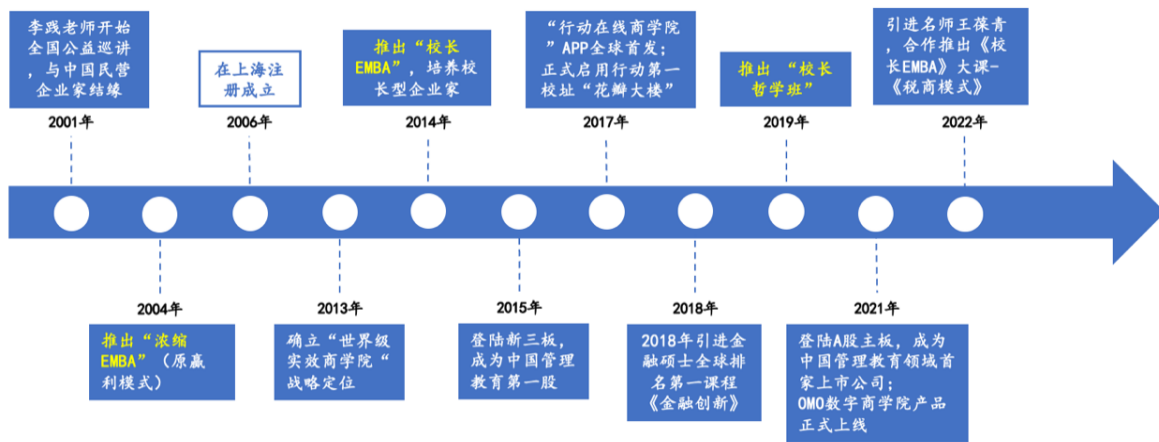 李践老师开始
全国公益巡讲
，与中国民营
企业家结缘
2001年
在上海注
册成立
2006年
推出“校长
EMBA”，培养校
长型企业家
2014年
“行动在线商学院
”APP全球首发；
正式启用行动第一
校址“花瓣大楼”
2017年
推出 “校长
哲学班”
2019年
引进名师王葆青
，合作推出《校
长EMBA》大课-
《税商模式》
2022年
2004年
推出“浓缩
EMBA”（原赢
利模式）
2013年
确立“世界级
实效商学院“
战略定位
2015年
登陆新三板，
成为中国管理
教育第一股
2018年
2018年引进金
融硕士全球排
名第一课程
《金融创新》
2021年
登陆A股主板，成为
中国管理教育领域首
家上市公司；
OMO数字商学院产品
正式上线